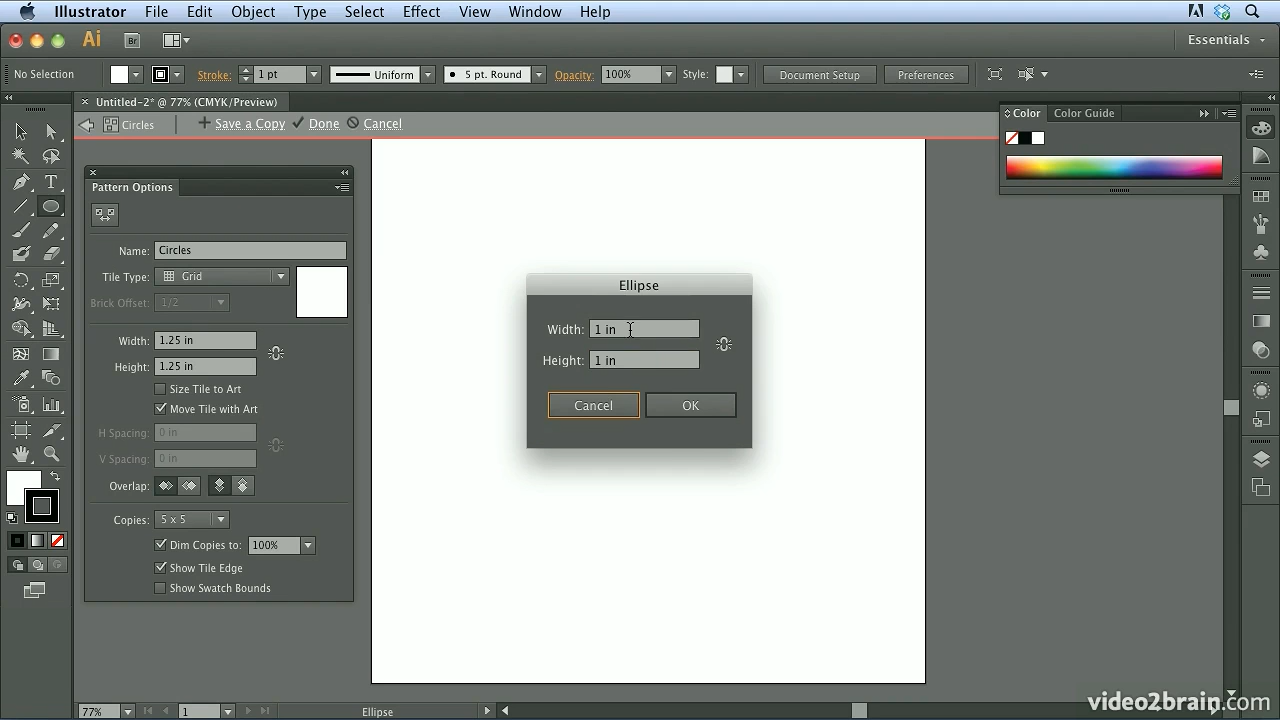 Illustrator File Edit Object Type Select Effect View Window Help
Ai Br Essentials
No Selection Stroke: 1 pt Uniform 5 pt. Round Opacity: 100% Style: Document Setup Preferences
× Untitled-2* @ 77% (CMYK/Preview)
Circles + Save a Copy Done Cancel
Color Color Guide
Pattern Options
Name: Circles
Tile Type: Grid
Brick Offset: 1/2
Width: 1.25 in
Height: 1.25 in
Size Tile to Art
Move Tile with Art
H Spacing: 0 in
V Spacing: 0 in
Overlap:
Copies: 5 x 5
Dim Copies to: 100%
Show Tile Edge
Show Swatch Bounds
Ellipse
Width: 1 in
Height: 1 in
Cancel OK
77% 1 Ellipse
video2brain.com